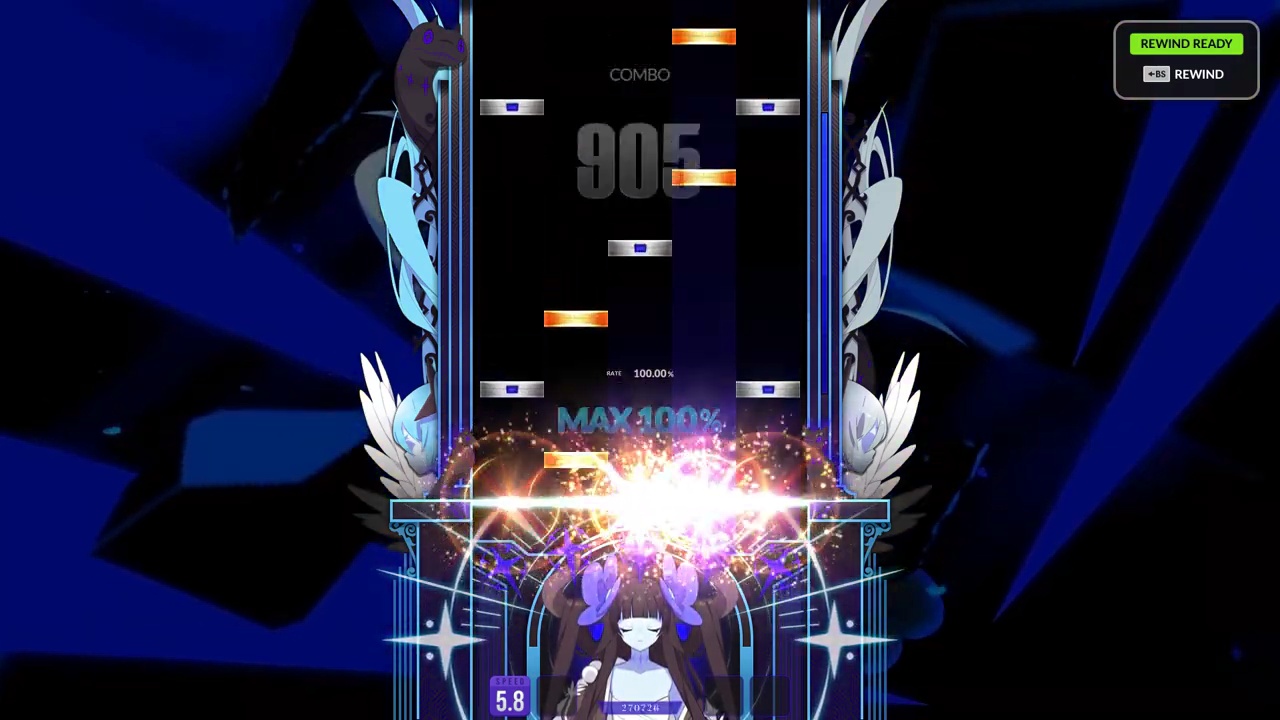 REWIND READY
←BS REWIND
COMBO
905
RATE 100.00%
MAX 100%
SPEED
5.8
270726